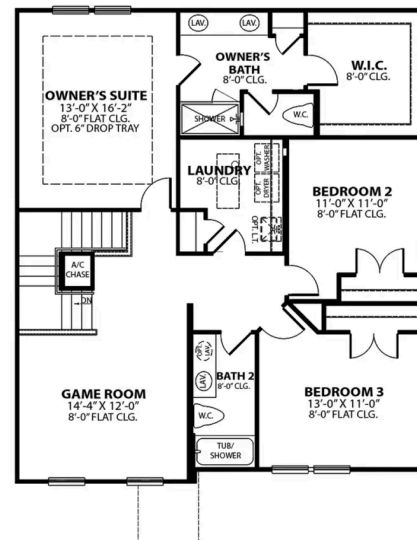 LAV.
LAV.
OWNER'S
BATH
8'-0" CLG.
W.I.C.
8'-0" CLG.
OWNER'S SUITE
13'-0" X 16'-2"
8'-0" FLAT CLG.
OPT. 6" DROP TRAY
SHOWER
W.C.
LAUNDRY
8'-0" CLG.
OPT.
WASHER
OPT.
DRYER
OPT. L.T.
BEDROOM 2
11'-0" X 11'-0"
8'-0" FLAT CLG.
A/C
CHASE
DN
OPT.
LAV.
LAV.
BATH 2
8'-0" CLG.
W.C.
TUB/
SHOWER
GAME ROOM
14'-4" X 12'-0"
8'-0" FLAT CLG.
BEDROOM 3
13'-0" X 11'-0"
8'-0" FLAT CLG.